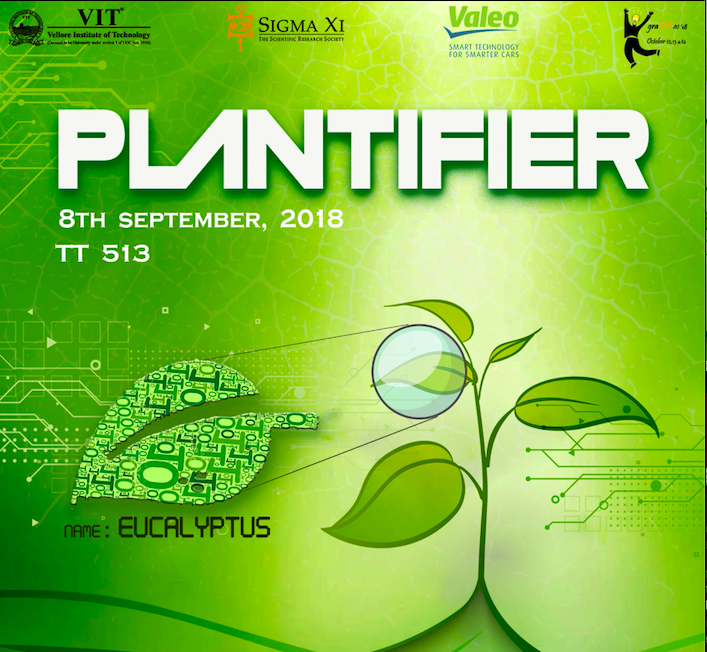 VIT®
Vellore Institute of Technology
SIGMA XI
THE SCIENTIFIC RESEARCH SOCIETY
Valeo
SMART TECHNOLOGY
FOR SMARTER CARS
PLANTIFIER
8TH SEPTEMBER, 2018
TT 513
NAME: EUCALYPTUS